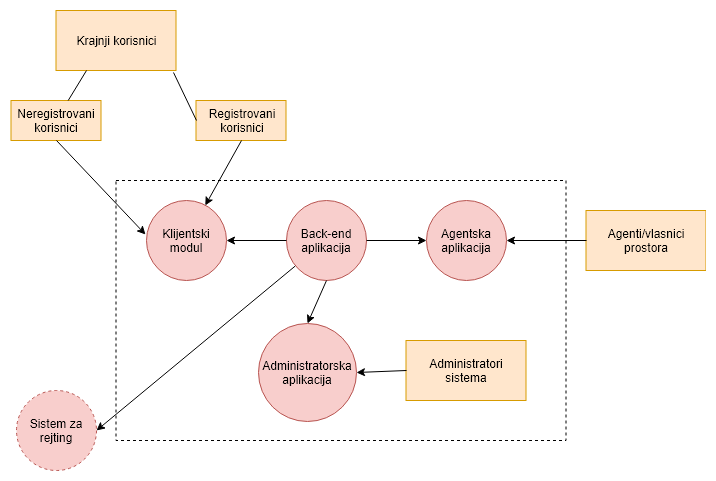 Krajnji korisnici
Neregistrovani
korisnici
Registrovani
korisnici
Klijentski
modul
Back-end
aplikacija
Agentska
aplikacija
Agenti/vlasnici
prostora
Administratorska
aplikacija
Administratori
sistema
Sistem za
rejting